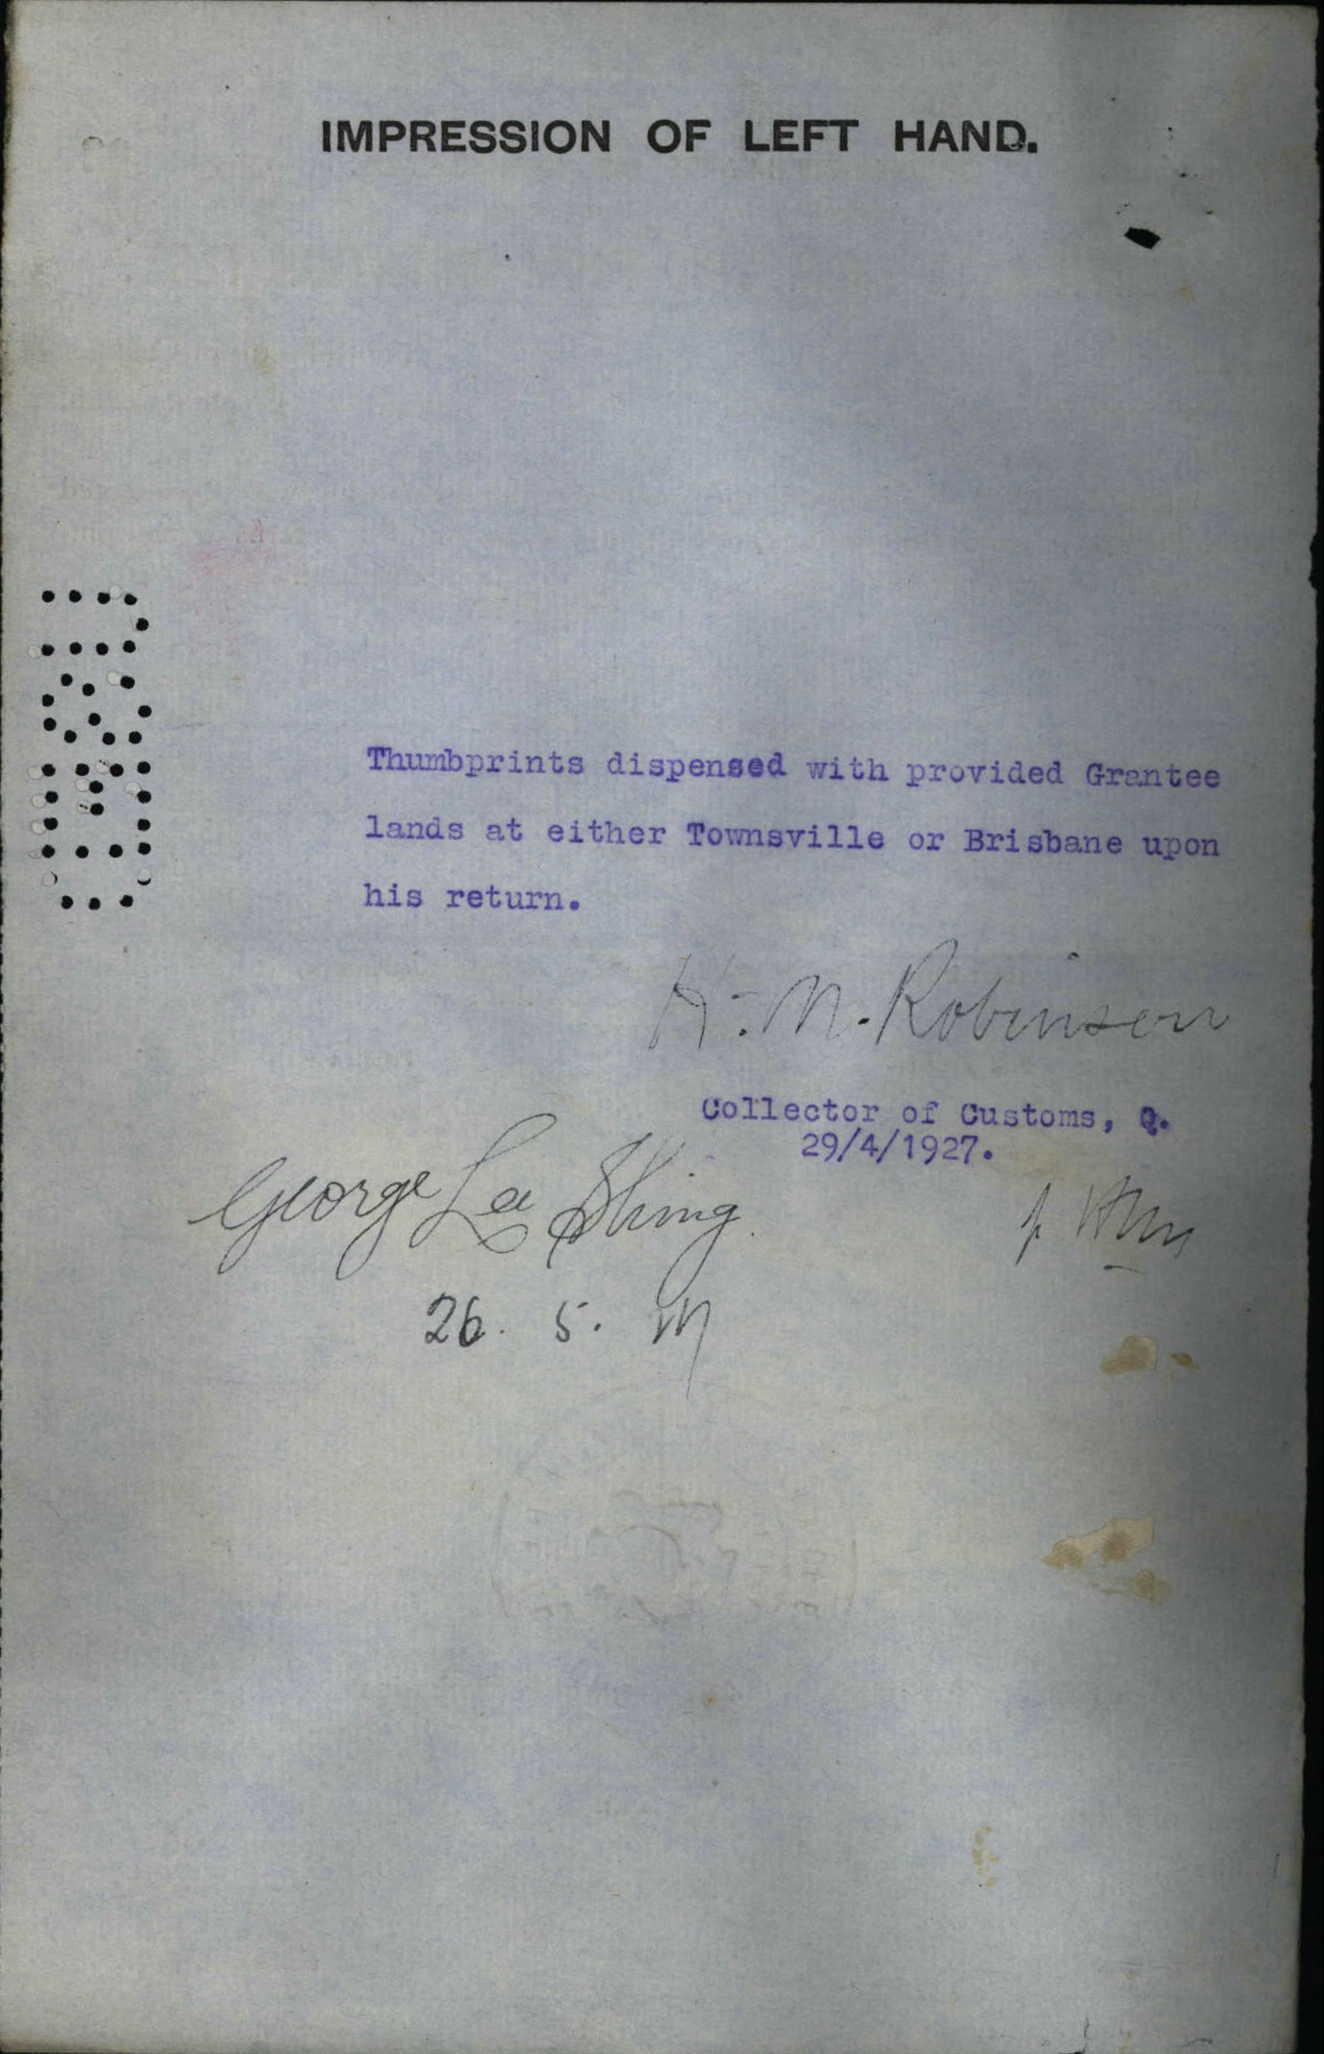 IMPRESSION OF LEFT HAND.
Thumbprints dispensed with provided Grantee
lands at either Townsville or Brisbane upon
his return.
H. M. Robinson
Collector of Customs, Q.
29/4/1927.
George Lee Shing
26. 5.